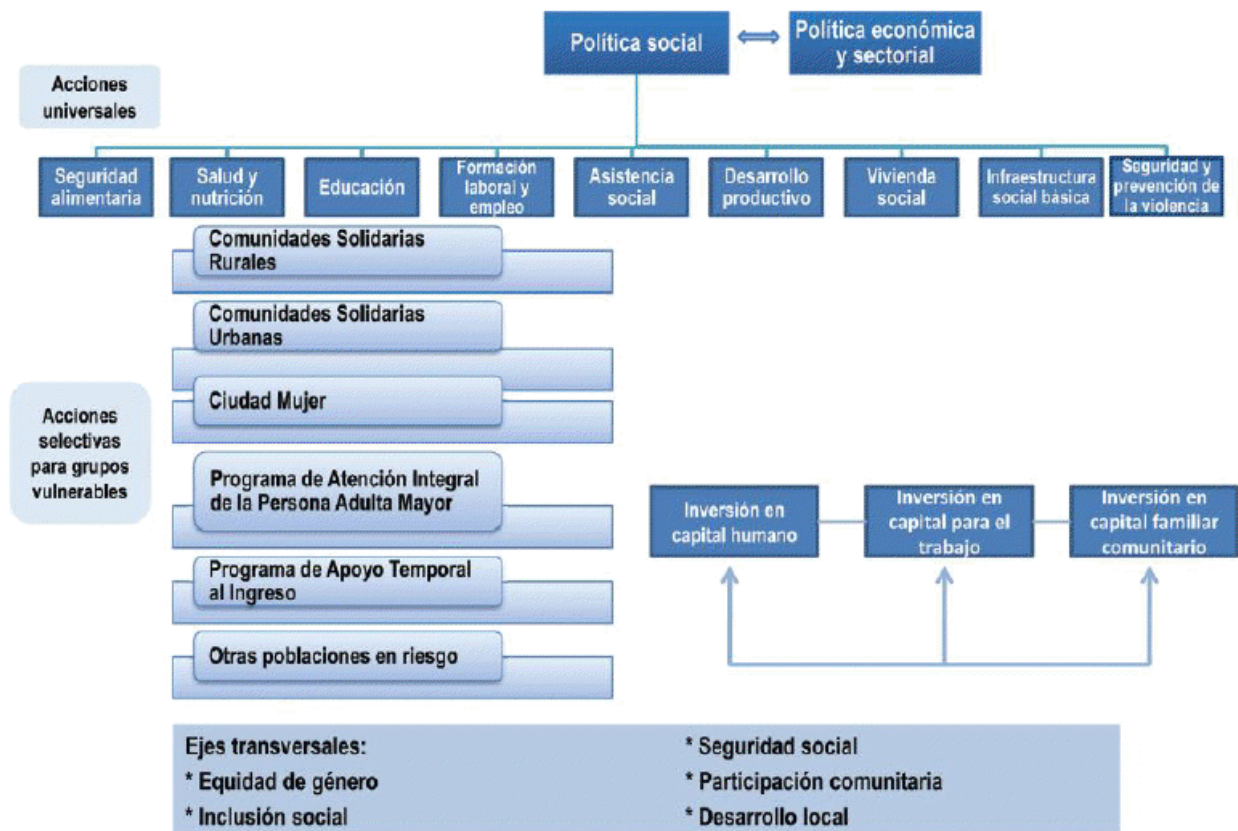 Política social
Política económica
y sectorial
Acciones
universales
Seguridad
alimentaria
Salud y
nutrición
Educación
Formación
laboral y
empleo
Asistencia
social
Desarrollo
productivo
Vivienda
social
Infraestructura
social básica
Seguridad y
prevención de
la violencia
Comunidades Solidarias
Rurales
Comunidades Solidarias
Urbanas
Ciudad Mujer
Acciones
selectivas
para grupos
vulnerables
Programa de Atención Integral
de la Persona Adulta Mayor
Programa de Apoyo Temporal
al Ingreso
Otras poblaciones en riesgo
Inversión en
capital humano
Inversión en
capital para el
trabajo
Inversión en
capital familiar
comunitario
Ejes transversales:
* Equidad de género
* Inclusión social
* Seguridad social
* Participación comunitaria
* Desarrollo local